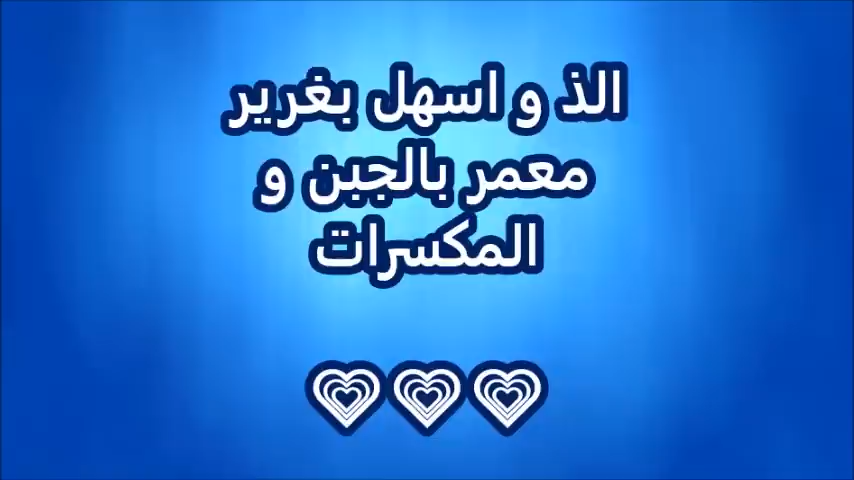 الذ و اسهل بغرير
معمر بالجبن و
المكسرات
💗💗💗